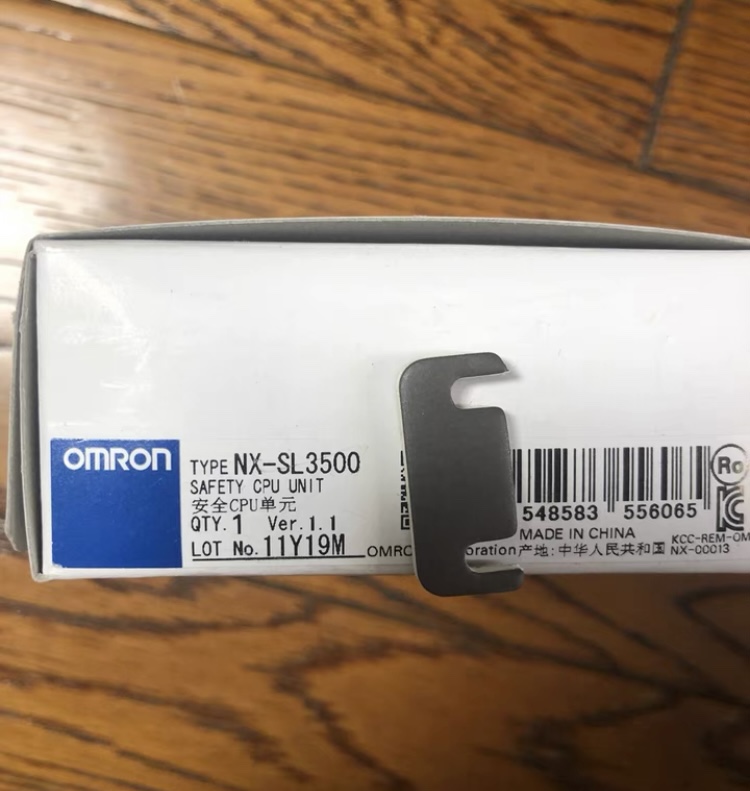 OMRON
TYPE NX-SL3500
SAFETY CPU UNIT
安全CPU单元
QTY. 1 Ver. 1.1
LOT No. 11Y19M
548583 556065
MADE IN CHINA
产地: 中华人民共和国
KCC-REM-OM
NX-00013